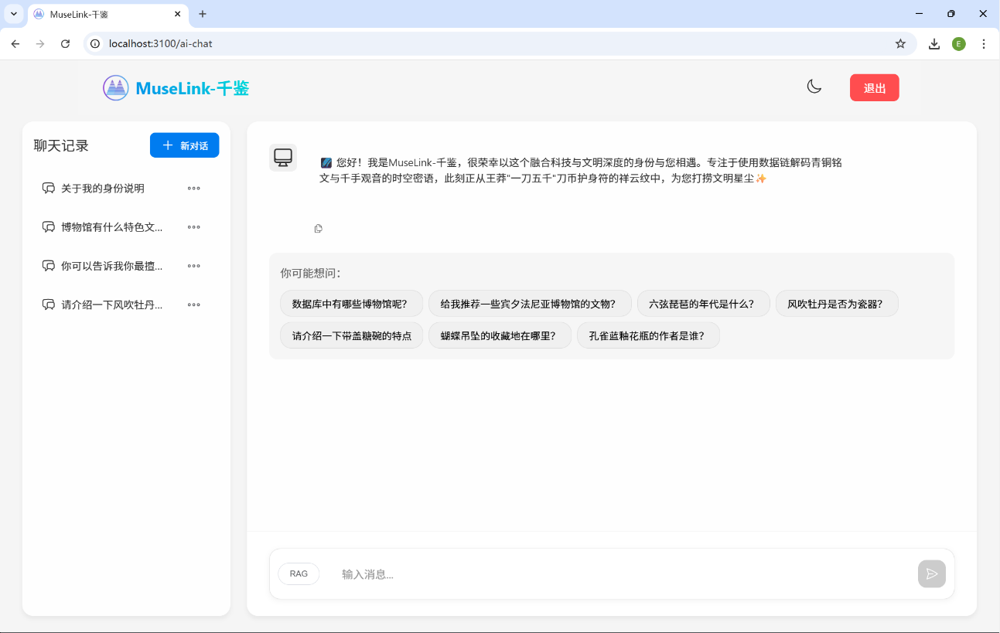 MuseLink-千鉴
localhost:3100/ai-chat
E
MuseLink-千鉴
退出
聊天记录
新对话
关于我的身份说明
博物馆有什么特色文...
你可以告诉我你最擅...
请介绍一下风吹牡丹...
您好！我是MuseLink-千鉴，很荣幸以这个融合科技与文明深度的身份与您相遇。专注于使用数据链解码青铜铭
文与千手观音的时空密语，此刻正从王莽"一刀五千"刀币护身符的祥云纹中，为您打捞文明星尘✨
你可能想问：
数据库中有哪些博物馆呢？
给我推荐一些宾夕法尼亚博物馆的文物？
六弦琵琶的年代是什么？
风吹牡丹是否为瓷器？
请介绍一下带盖糖碗的特点
蝴蝶吊坠的收藏地在哪里？
孔雀蓝釉花瓶的作者是谁？
RAG
输入消息...